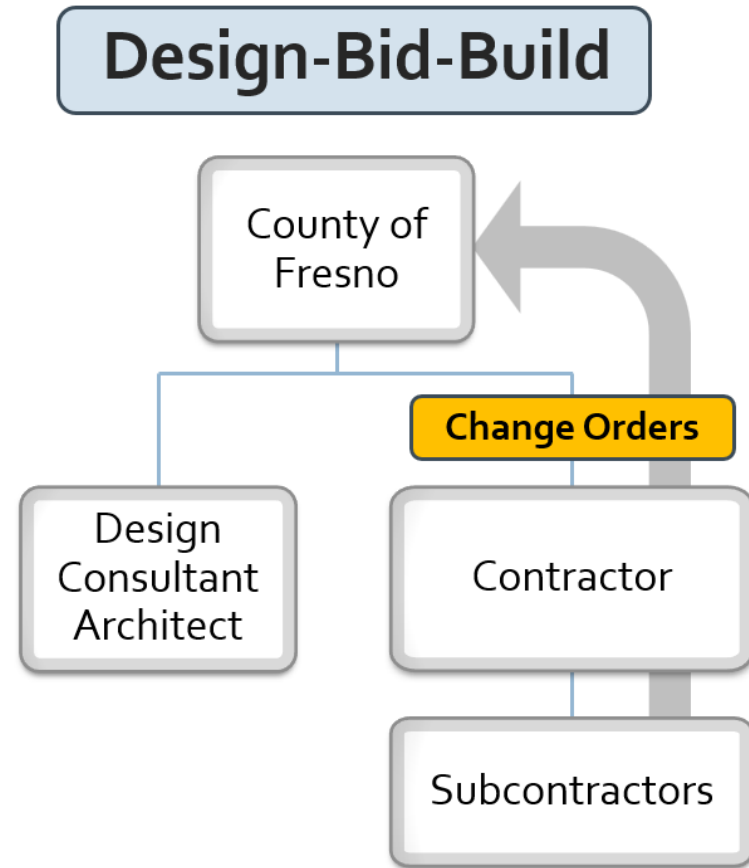 Design-Bid-Build
County of
Fresno
Change Orders
Design
Consultant
Architect
Contractor
Subcontractors